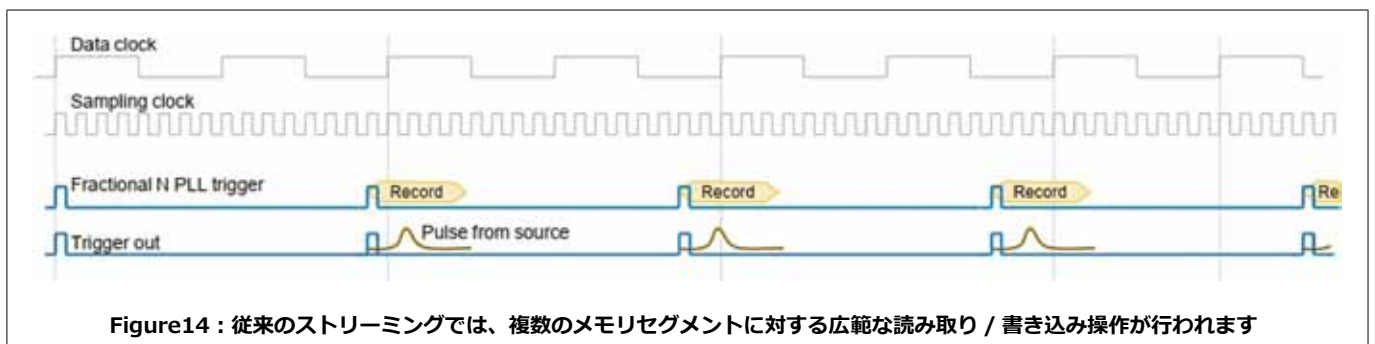 Data clock
Sampling clock
Fractional N PLL trigger
Record
Record
Record
Re
Trigger out
Pulse from source
Figure14：従来のストリーミングでは、複数のメモリセグメントに対する広範な読み取り / 書き込み操作が行われます